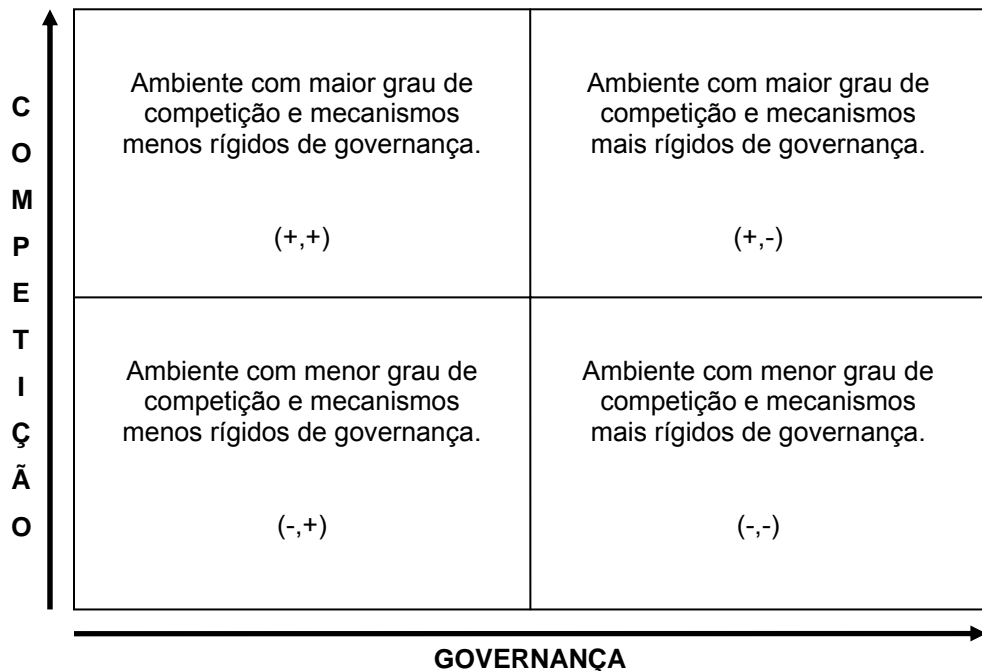 COMPETIÇÃO
Ambiente com maior grau de
competição e mecanismos
menos rígidos de governança.
(+,+)
Ambiente com maior grau de
competição e mecanismos
mais rígidos de governança.
(+,-)
Ambiente com menor grau de
competição e mecanismos
menos rígidos de governança.
(-,+)
Ambiente com menor grau de
competição e mecanismos
mais rígidos de governança.
(-,-)
GOVERNANÇA